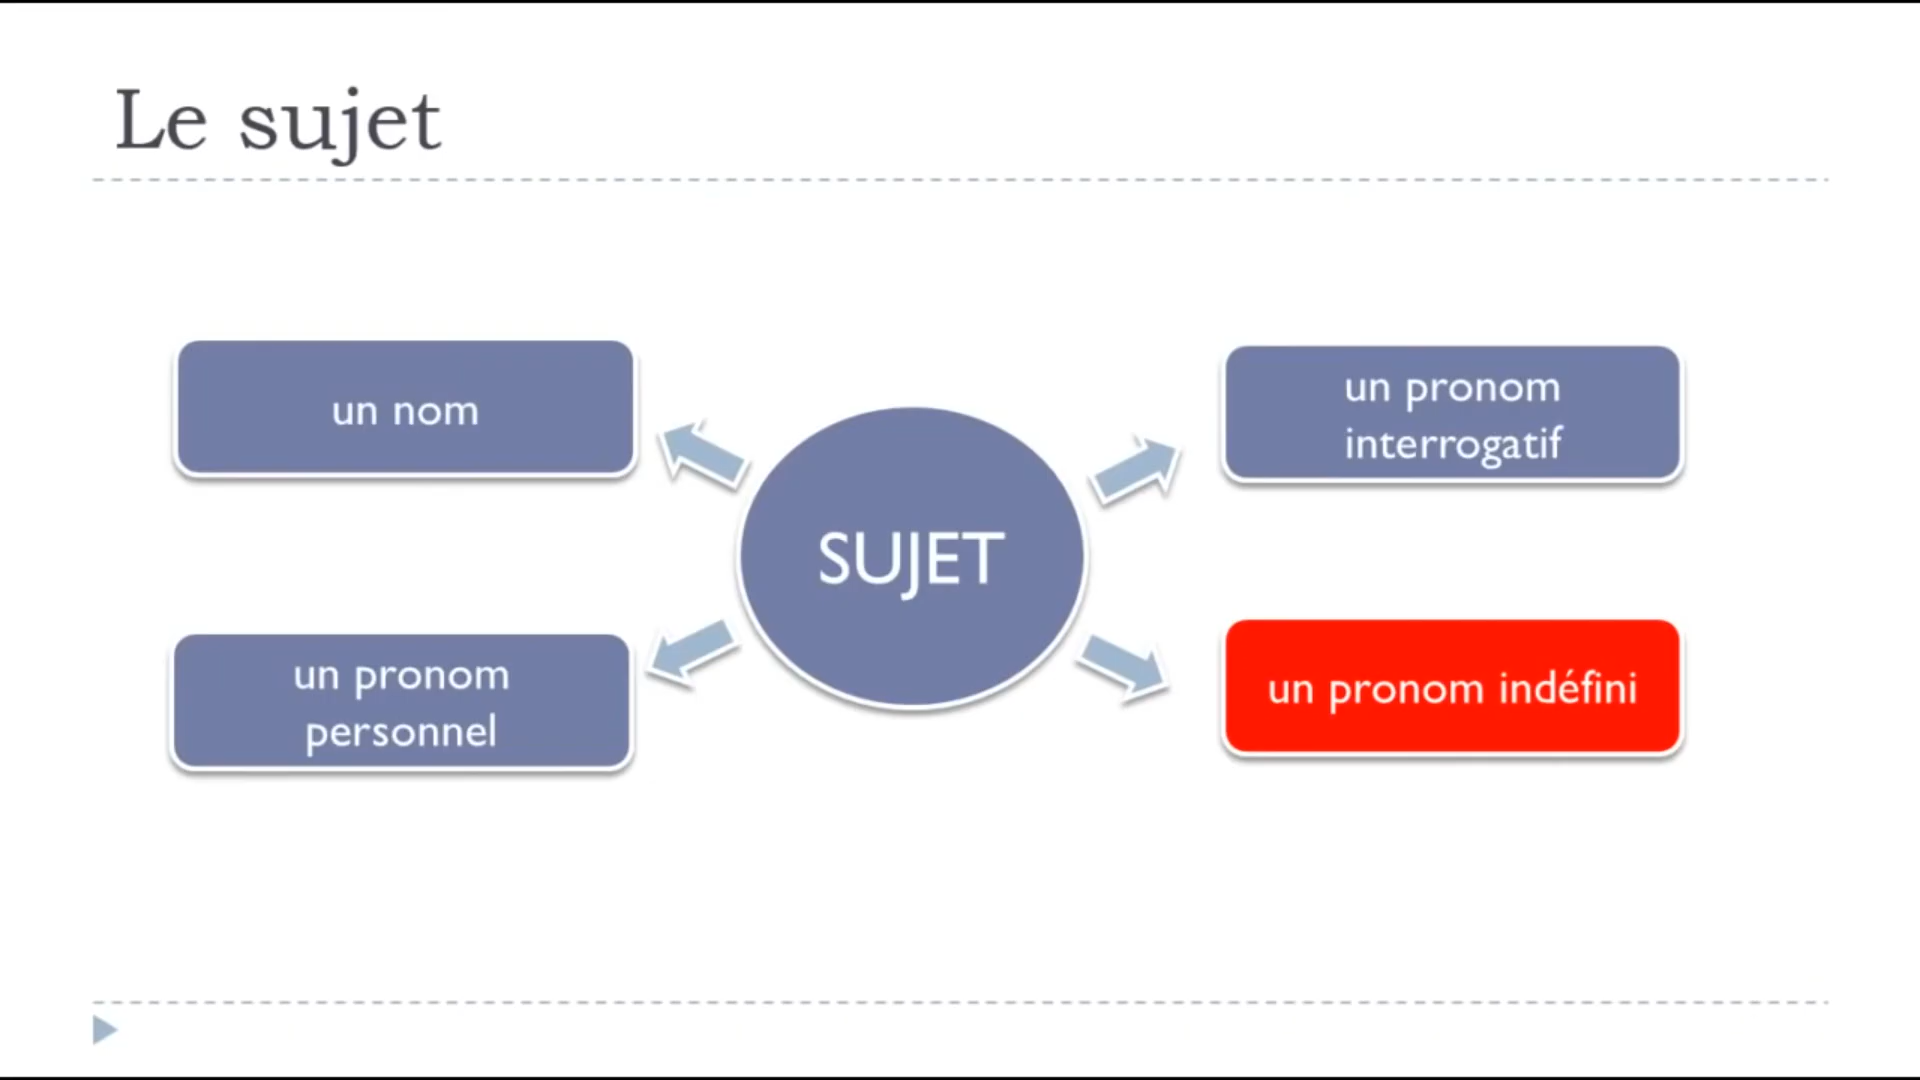 Le sujet
un nom
un pronom
interrogatif
SUJET
un pronom
personnel
un pronom indéfini